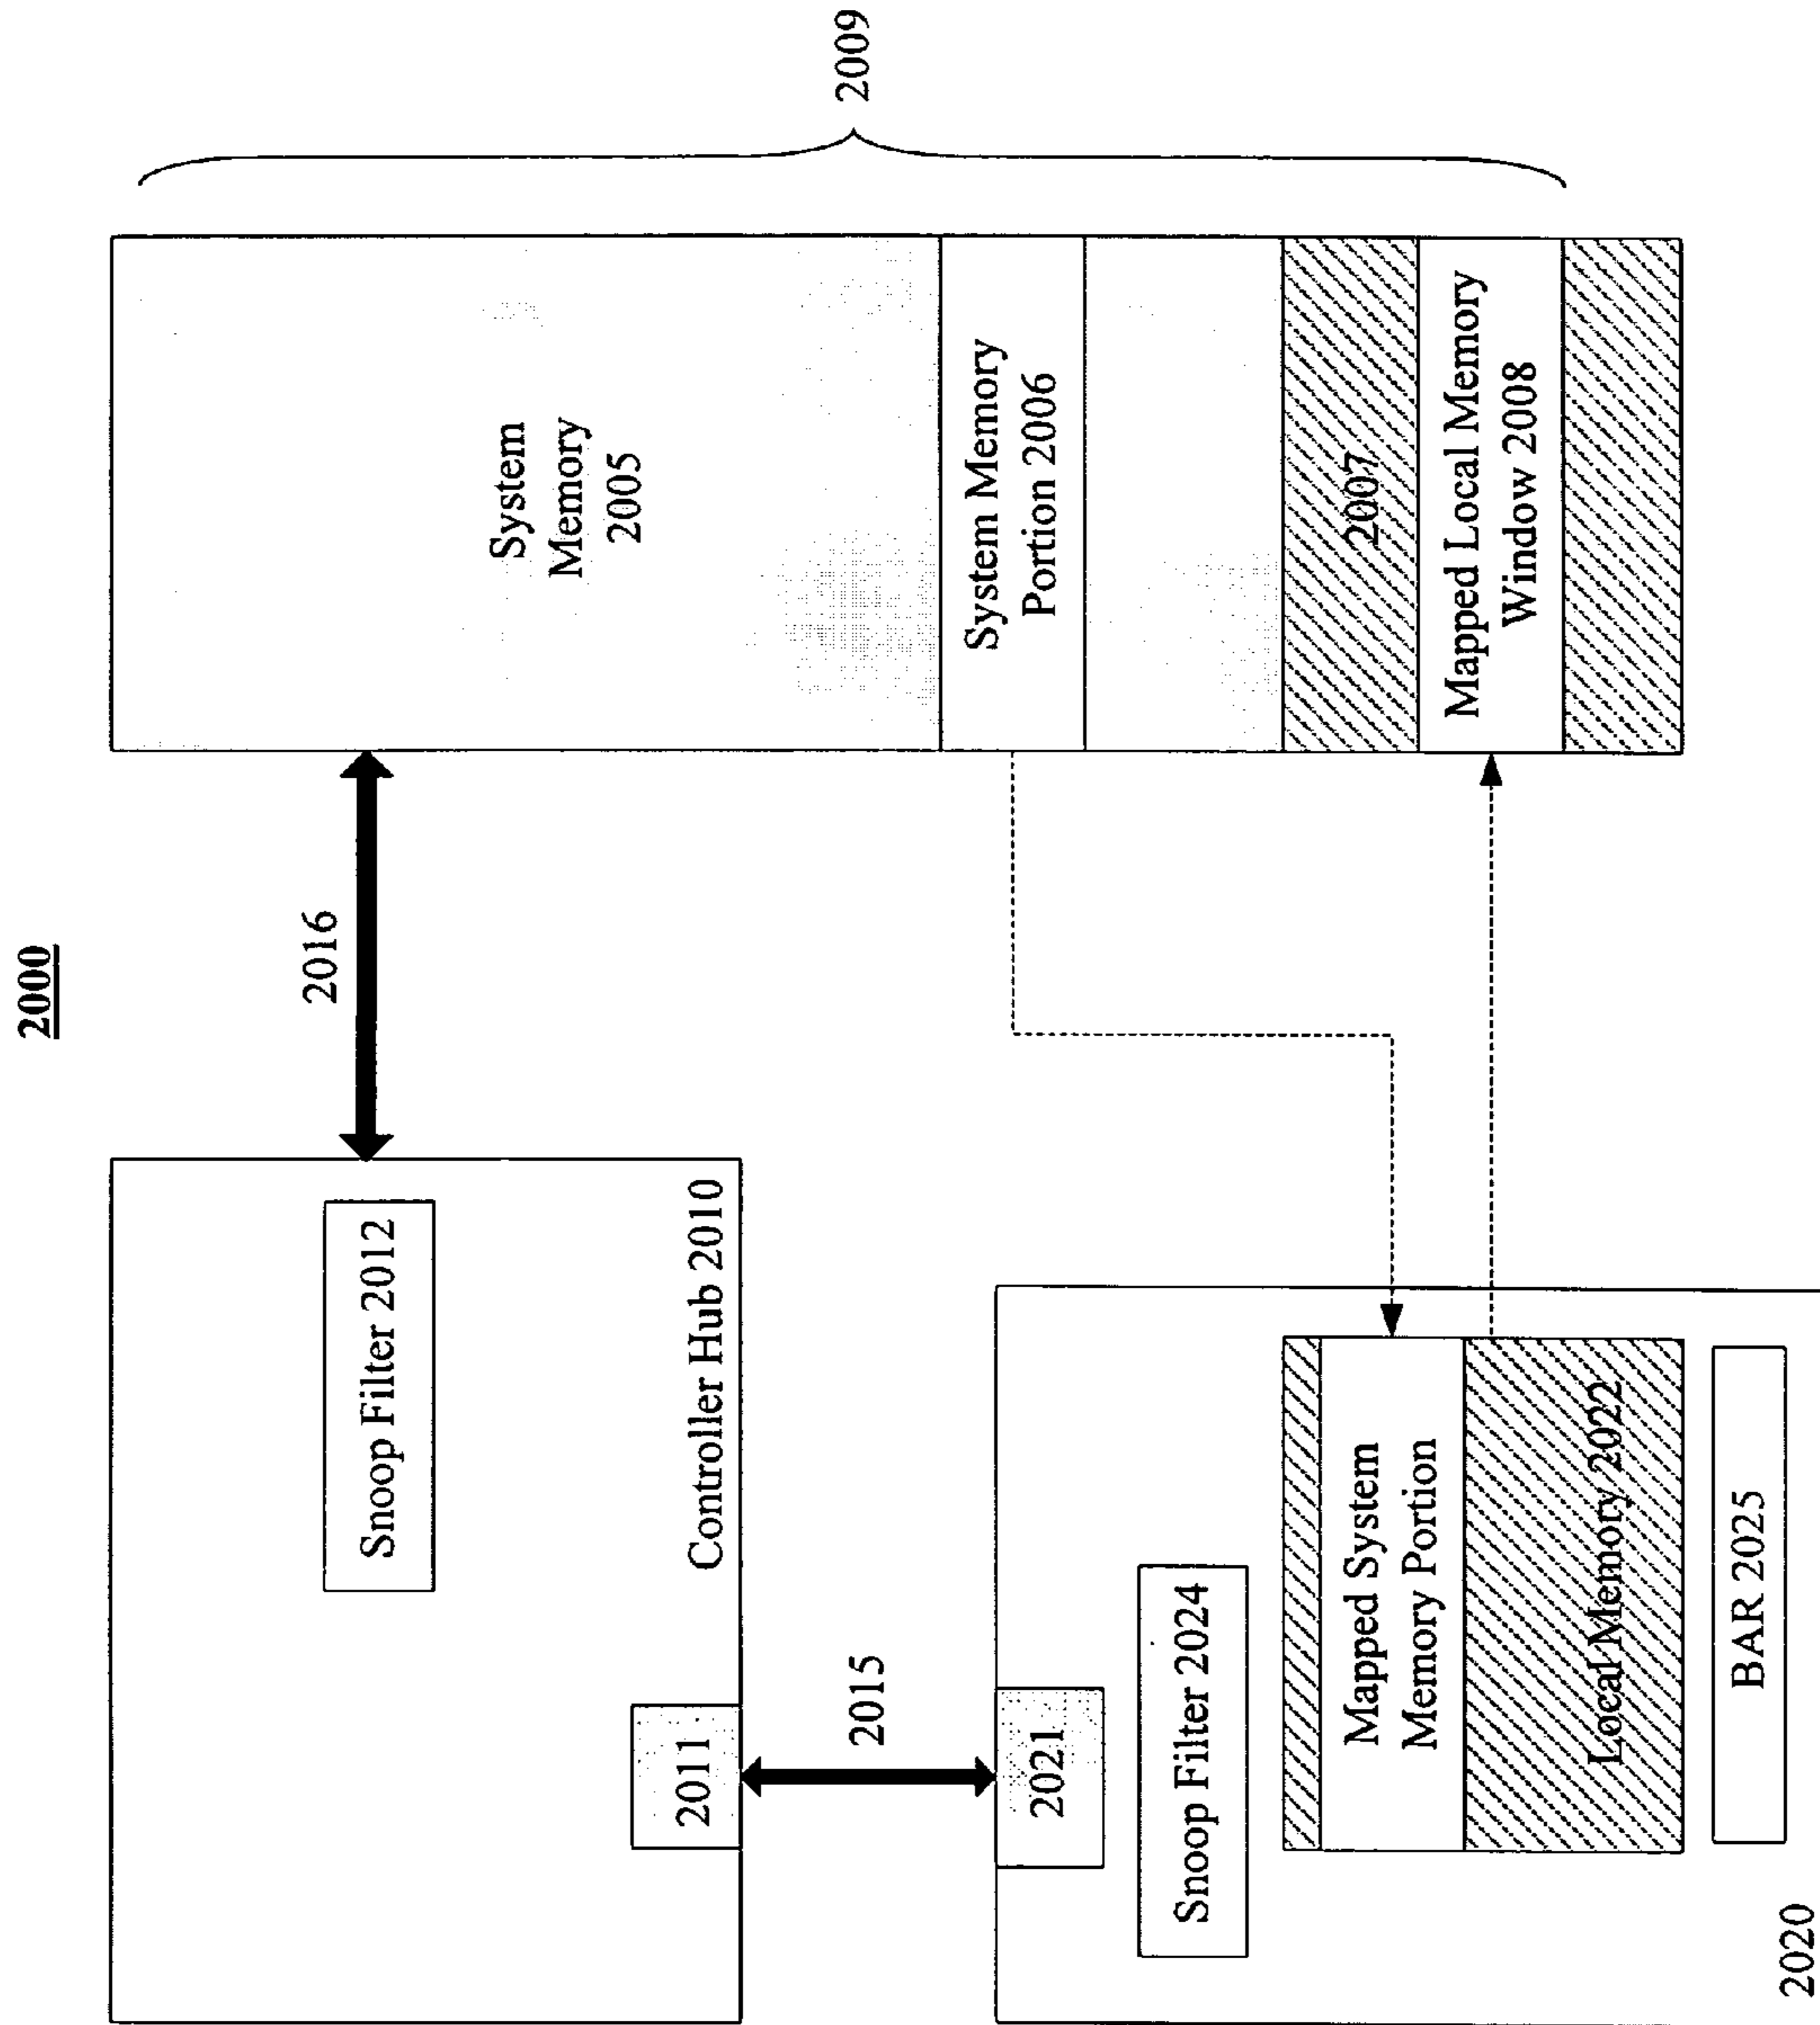 2000
Snoop Filter 2012
Controller Hub 2010
2011
2016
2015
2021
Snoop Filter 2024
Mapped System
Memory Portion
Local Memory 2022
BAR 2025
2020
System
Memory
2005
System Memory
Portion 2006
2007
Mapped Local Memory
Window 2008
2009